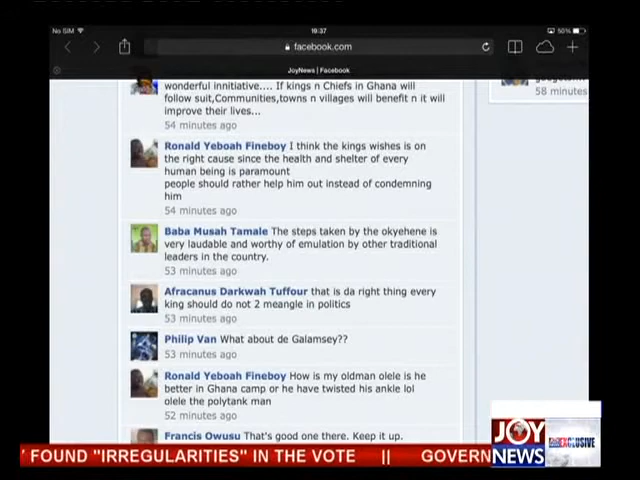 No SIM
19:37
50%
facebook.com
JoyNews | Facebook
wonderful innitiative.... If kings n Chiefs in Ghana will
follow suit,Communities,towns n villages will benefit n it will
improve their lives...
54 minutes ago
58 minutes
Ronald Yeboah Fineboy I think the kings wishes is on
the right cause since the health and shelter of every
human being is paramount
people should rather help him out instead of condemning
him
54 minutes ago
Baba Musah Tamale The steps taken by the okyehene is
very laudable and worthy of emulation by other traditional
leaders in the country.
53 minutes ago
Afracanus Darkwah Tuffour that is da right thing every
king should do not 2 meangle in politics
53 minutes ago
Philip Van What about de Galamsey??
53 minutes ago
Ronald Yeboah Fineboy How is my oldman olele is he
better in Ghana camp or he have twisted his ankle lol
olele the polytank man
52 minutes ago
Francis Owusu That's good one there. Keep it up.
JOY
NEWS
EXCLUSIVE
' FOUND "IRREGULARITIES" IN THE VOTE || GOVERN